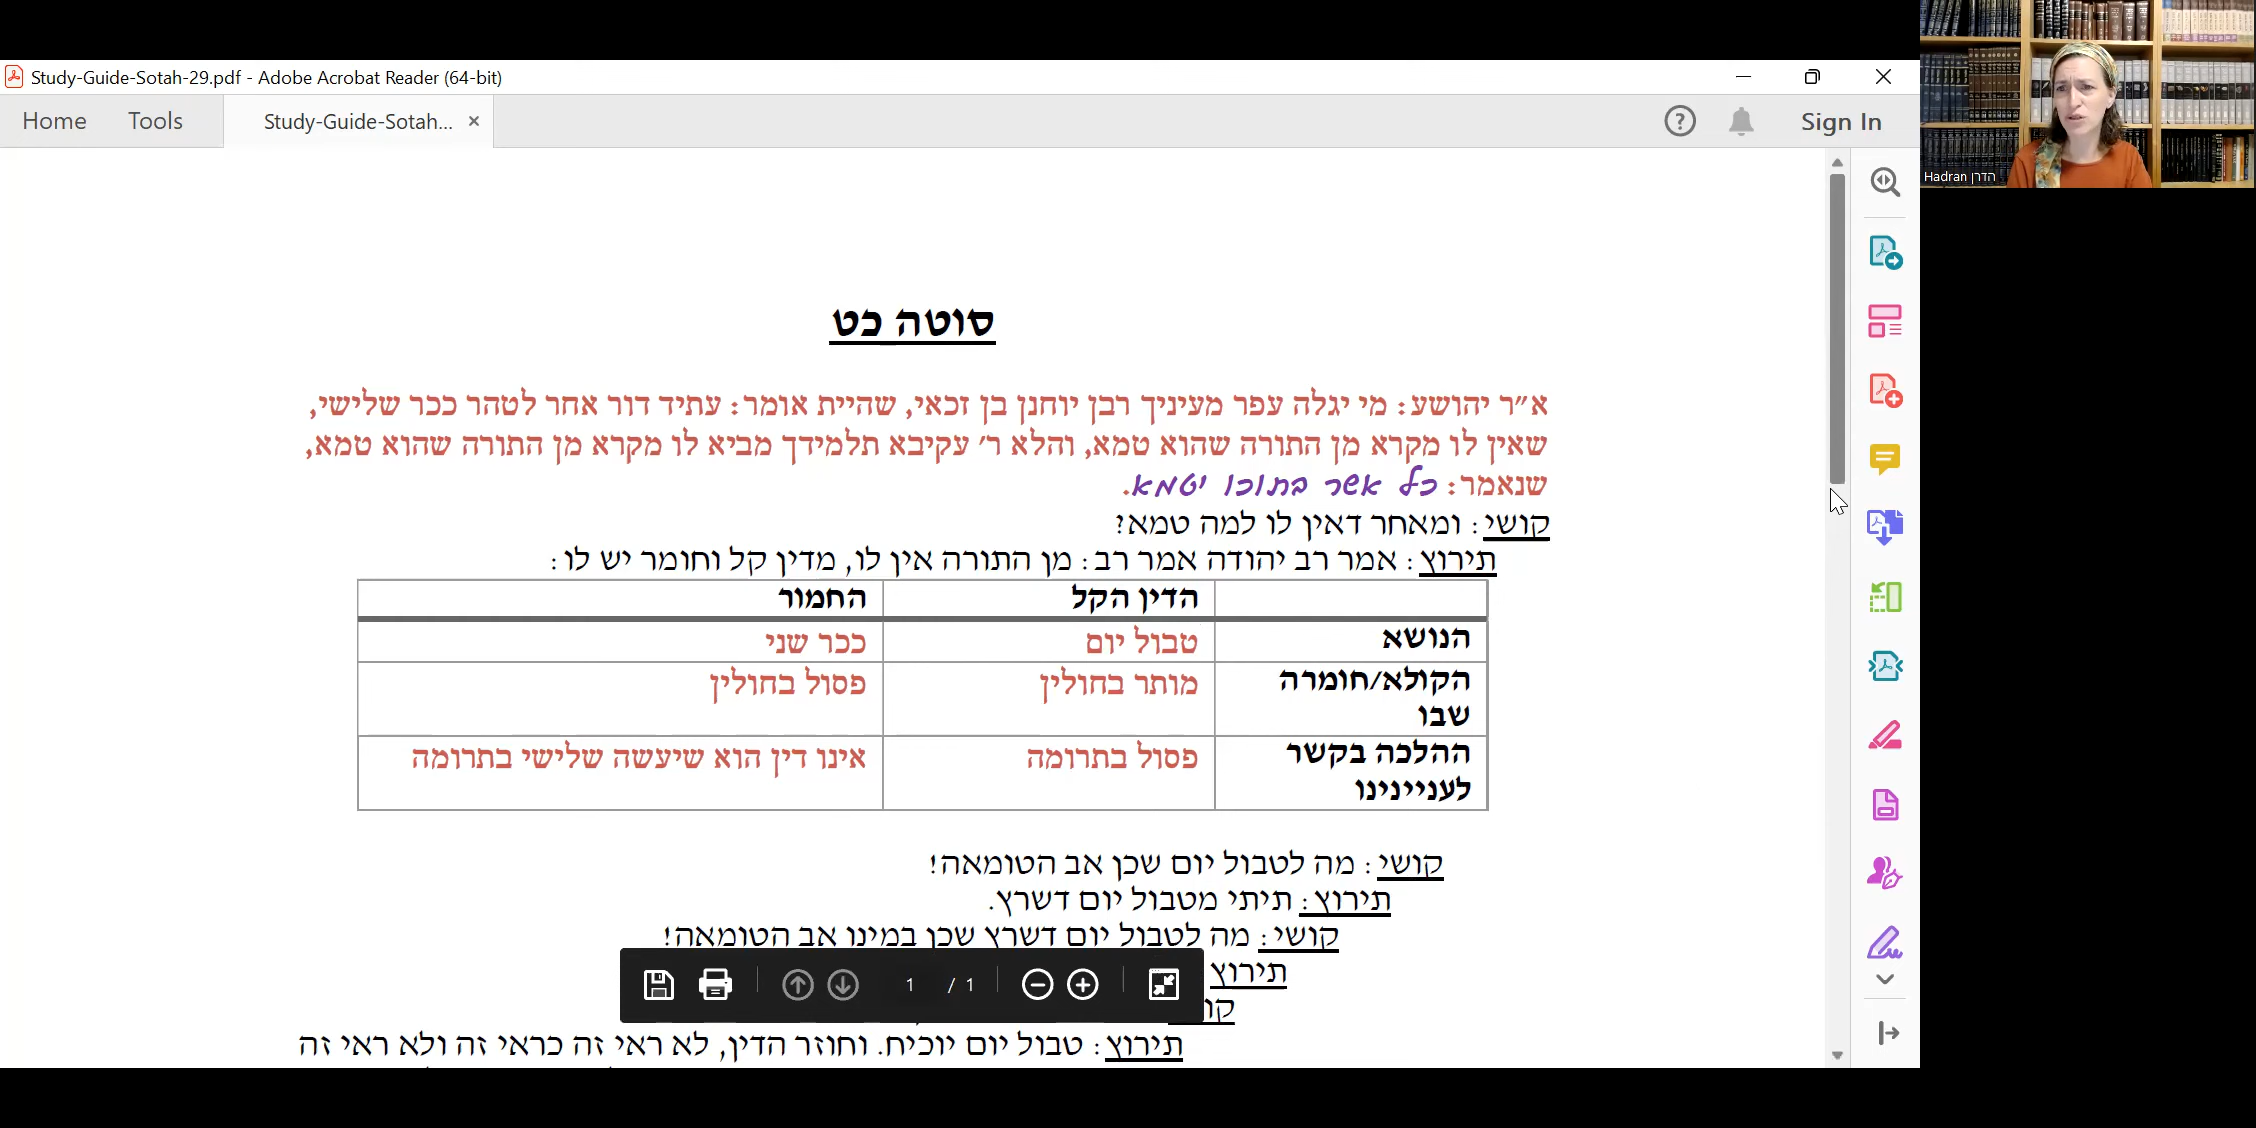 Study-Guide-Sotah-29.pdf - Adobe Acrobat Reader (64-bit)
Home Tools Study-Guide-Sotah... × Sign In
Hadran הדרן
סוטה כט
א״ר יהושע: מי יגלה עפר מעיניך רבן יוחנן בן זכאי, שהיית אומר: עתיד דור אחר לטהר ככר שלישי,
שאין לו מקרא מן התורה שהוא טמא, והלא ר׳ עקיבא תלמידך מביא לו מקרא מן התורה שהוא טמא,
שנאמר: כל אשר בתוכו יטמא.
קושי: ומאחר דאין לו למה טמא?
תירוץ: אמר רב יהודה אמר רב: מן התורה אין לו, מדין קל וחומר יש לו:
הדין הקל החמור
הנושא טבול יום ככר שני
הקולא/חומרה מותר בחולין פסול בחולין
שבו
ההלכה בקשר פסול בתרומה אינו דין הוא שיעשה שלישי בתרומה
לענייננינו
קושי: מה לטבול יום שכן אב הטומאה!
תירוץ: תיתי מטבול יום דשרץ.
קושי: מה לטבול יום דשרץ שכן במינו אב הטומאה!
תירוץ
קו
1 / 1
תירוץ: טבול יום יוכיח. וחוזר הדין, לא ראי זה כראי זה ולא ראי זה